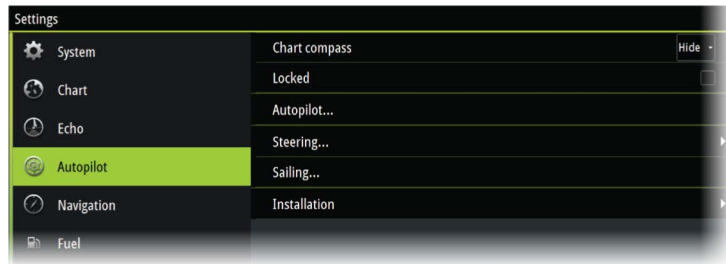 Settings
System
Chart
Echo
Autopilot
Navigation
Fuel
Chart compass
Hide
Locked
Autopilot...
Steering...
Sailing...
Installation